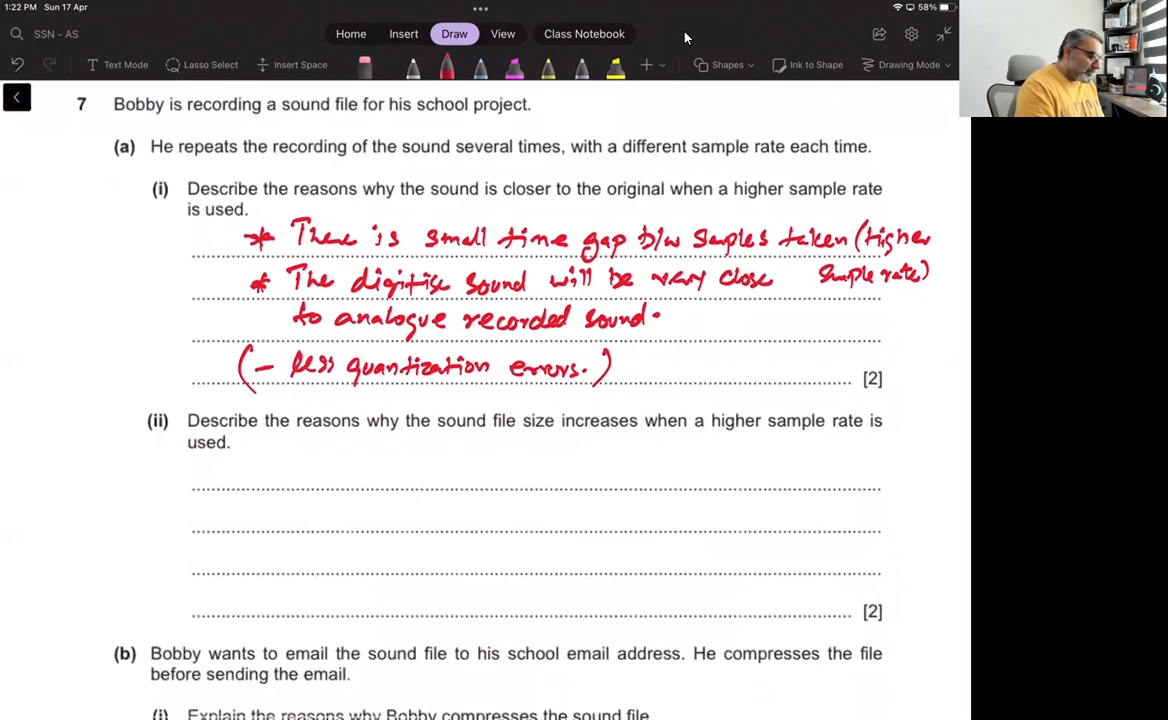 1:22 PM Sun 17 Apr
58%
SSN - AS
Home Insert Draw View Class Notebook
Text Mode Lasso Select Insert Space Shapes Ink to Shape Drawing Mode
7 Bobby is recording a sound file for his school project.
(a) He repeats the recording of the sound several times, with a different sample rate each time.
(i) Describe the reasons why the sound is closer to the original when a higher sample rate
is used.
* There is small time gap b/w samples taken (higher
sample rate)
* The digitise sound will be very close
to analogue recorded sound.
(- less quantization errors.)
[2]
(ii) Describe the reasons why the sound file size increases when a higher sample rate is
used.
[2]
(b) Bobby wants to email the sound file to his school email address. He compresses the file
before sending the email.
(i) Explain the reasons why Bobby compresses the sound file